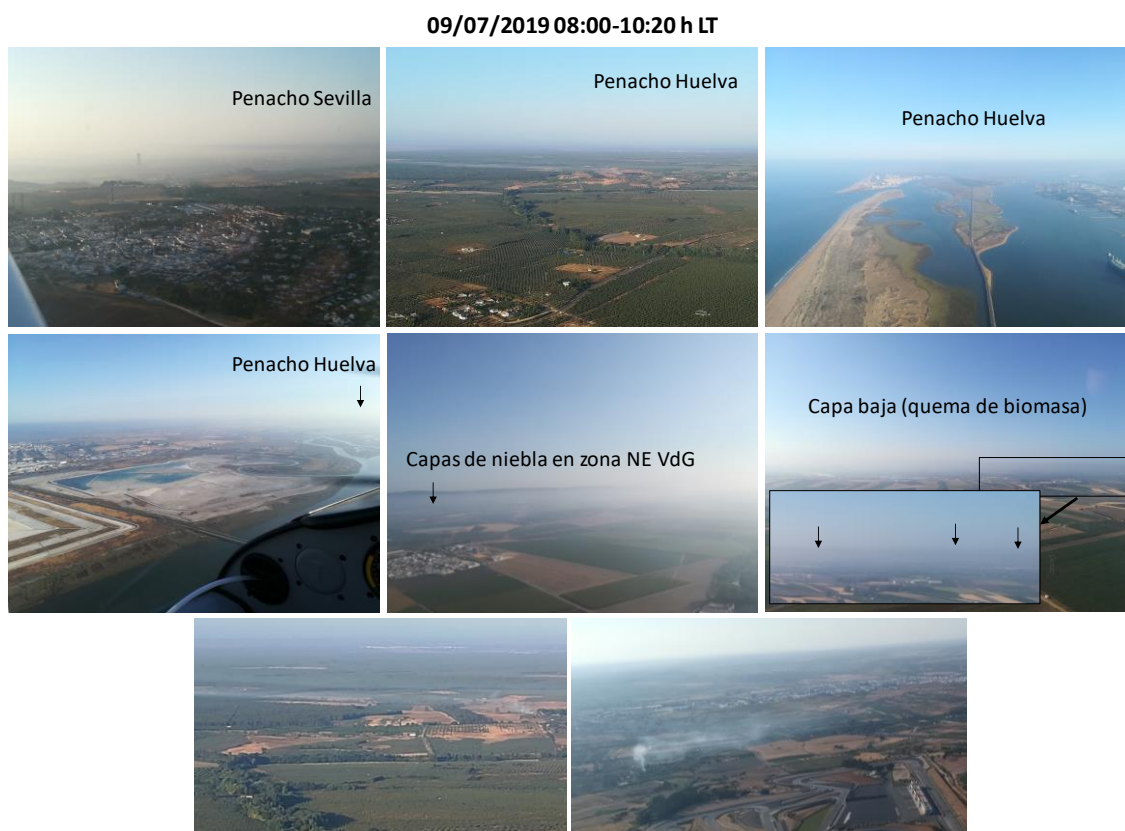 09/07/2019 08:00-10:20 h LT
Penacho Sevilla
Penacho Huelva
Penacho Huelva
Penacho Huelva
Capas de niebla en zona NE VdG
Capa baja (quema de biomasa)